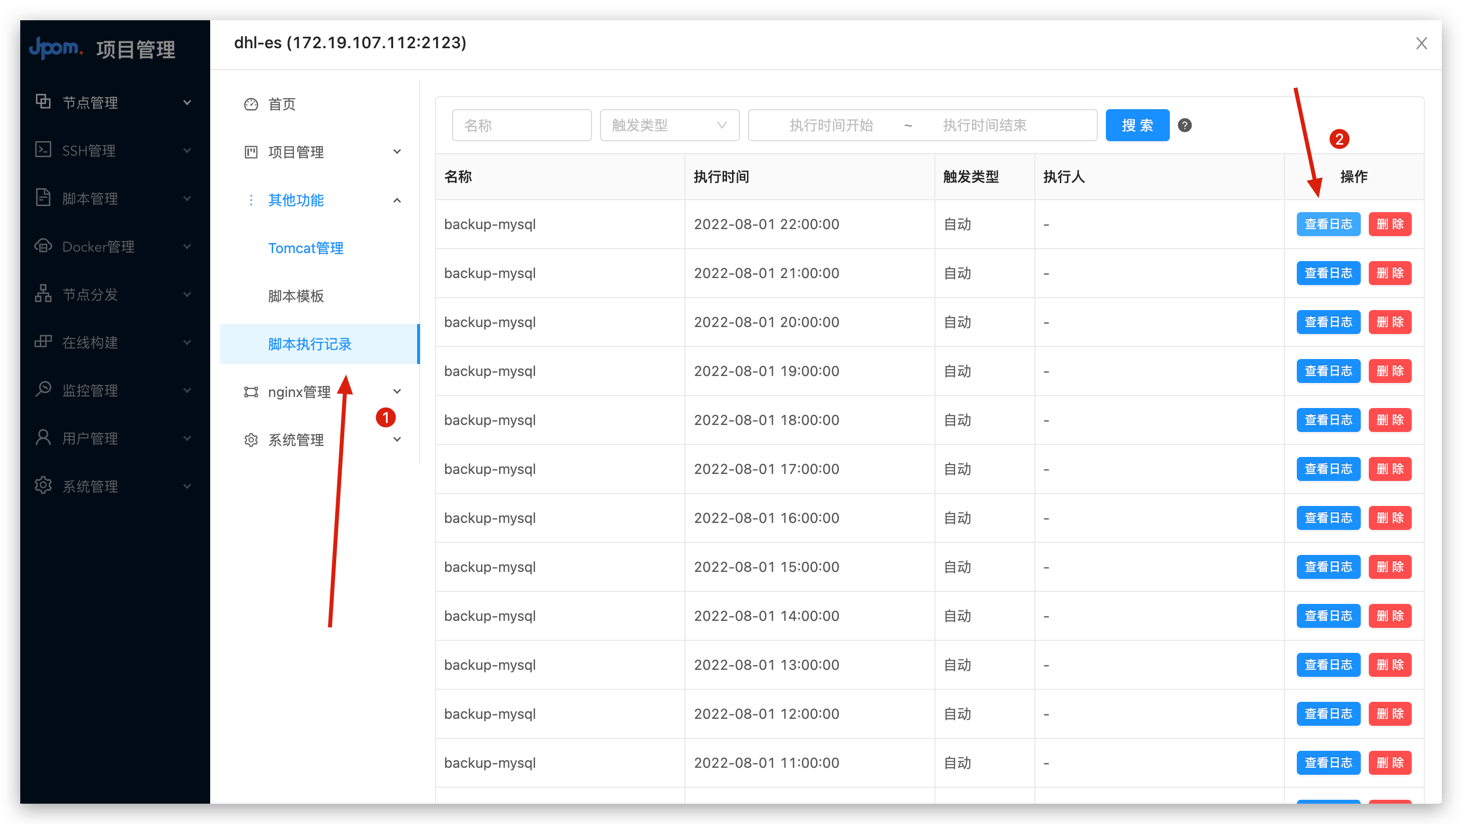 Jpom. 项目管理
dhl-es (172.19.107.112:2123)
节点管理
SSH管理
脚本管理
Docker管理
节点分发
在线构建
监控管理
用户管理
系统管理
首页
项目管理
其他功能
Tomcat管理
脚本模板
脚本执行记录
nginx管理
系统管理
1
名称 触发类型 执行时间开始 ~ 执行时间结束 搜 索 ?
2
名称 执行时间 触发类型 执行人 操作
backup-mysql 2022-08-01 22:00:00 自动 - 查看日志 删 除
backup-mysql 2022-08-01 21:00:00 自动 - 查看日志 删 除
backup-mysql 2022-08-01 20:00:00 自动 - 查看日志 删 除
backup-mysql 2022-08-01 19:00:00 自动 - 查看日志 删 除
backup-mysql 2022-08-01 18:00:00 自动 - 查看日志 删 除
backup-mysql 2022-08-01 17:00:00 自动 - 查看日志 删 除
backup-mysql 2022-08-01 16:00:00 自动 - 查看日志 删 除
backup-mysql 2022-08-01 15:00:00 自动 - 查看日志 删 除
backup-mysql 2022-08-01 14:00:00 自动 - 查看日志 删 除
backup-mysql 2022-08-01 13:00:00 自动 - 查看日志 删 除
backup-mysql 2022-08-01 12:00:00 自动 - 查看日志 删 除
backup-mysql 2022-08-01 11:00:00 自动 - 查看日志 删 除